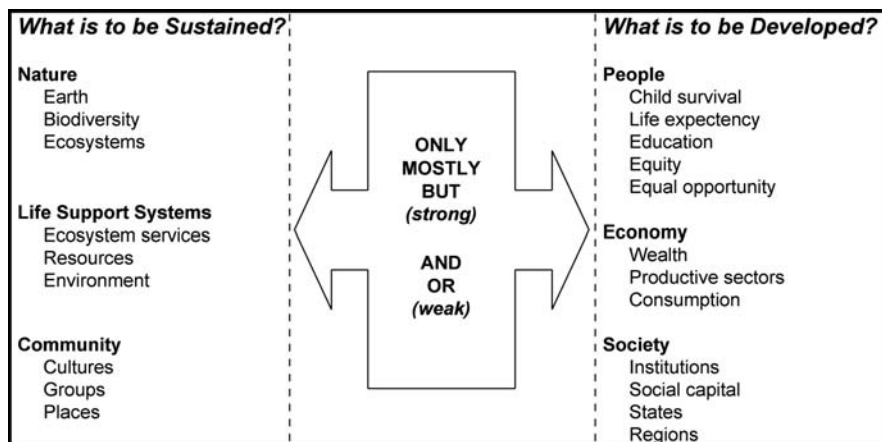 What is to be Sustained?
Nature
Earth
Biodiversity
Ecosystems
Life Support Systems
Ecosystem services
Resources
Environment
Community
Cultures
Groups
Places
ONLY
MOSTLY
BUT
(strong)
AND
OR
(weak)
What is to be Developed?
People
Child survival
Life expectency
Education
Equity
Equal opportunity
Economy
Wealth
Productive sectors
Consumption
Society
Institutions
Social capital
States
Regions